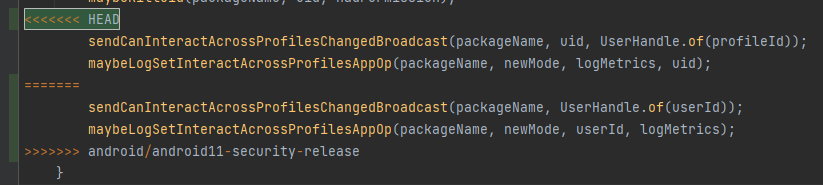 <<<<<<< HEAD
sendCanInteractAcrossProfilesChangedBroadcast(packageName, uid, UserHandle.of(profileId));
maybeLogSetInteractAcrossProfilesAppOp(packageName, newMode, logMetrics, uid);
=======
sendCanInteractAcrossProfilesChangedBroadcast(packageName, UserHandle.of(userId));
maybeLogSetInteractAcrossProfilesAppOp(packageName, newMode, userId, logMetrics);
>>>>>>> android/android11-security-release
}